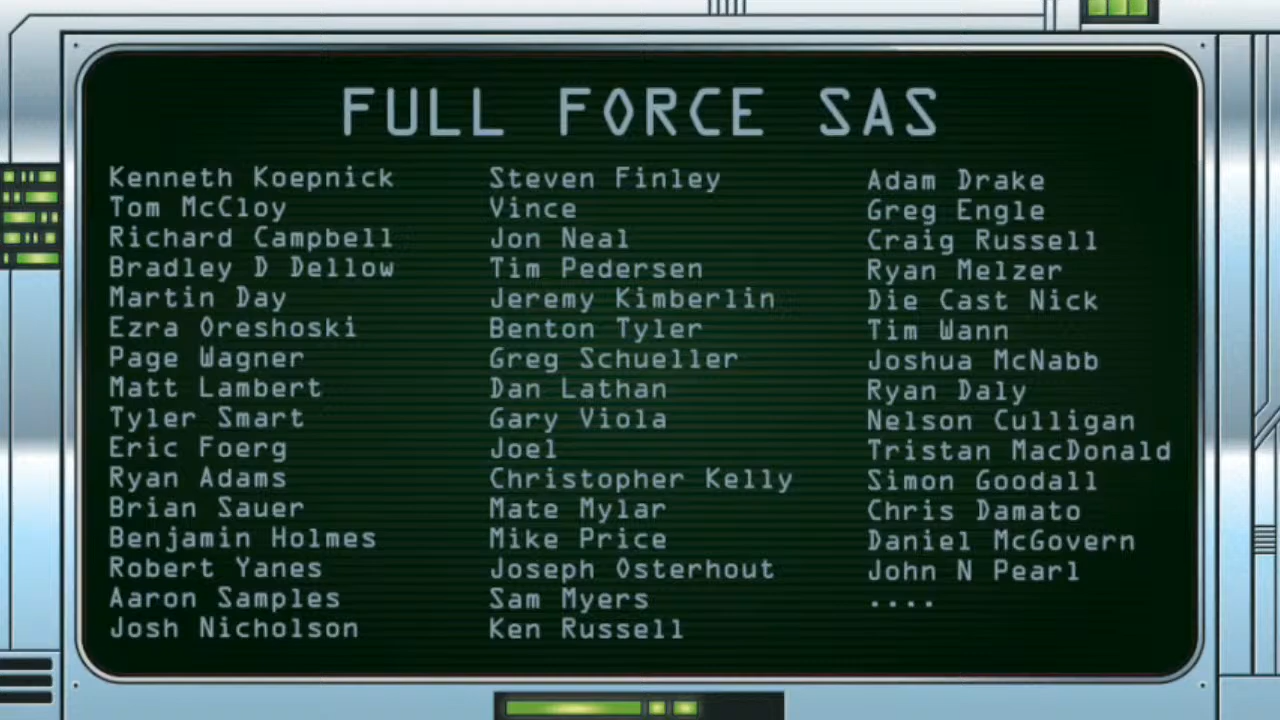 FULL FORCE SAS
Kenneth Koepnick
Tom McCloy
Richard Campbell
Bradley D Dellow
Martin Day
Ezra Oreshoski
Page Wagner
Matt Lambert
Tyler Smart
Eric Foerg
Ryan Adams
Brian Sauer
Benjamin Holmes
Robert Yanes
Aaron Samples
Josh Nicholson
Steven Finley
Vince
Jon Neal
Tim Pedersen
Jeremy Kimberlin
Benton Tyler
Greg Schueller
Dan Lathan
Gary Viola
Joel
Christopher Kelly
Mate Mylar
Mike Price
Joseph Osterhout
Sam Myers
Ken Russell
Adam Drake
Greg Engle
Craig Russell
Ryan Melzer
Die Cast Nick
Tim Wann
Joshua McNabb
Ryan Daly
Nelson Culligan
Tristan MacDonald
Simon Goodall
Chris Damato
Daniel McGovern
John N Pearl
....